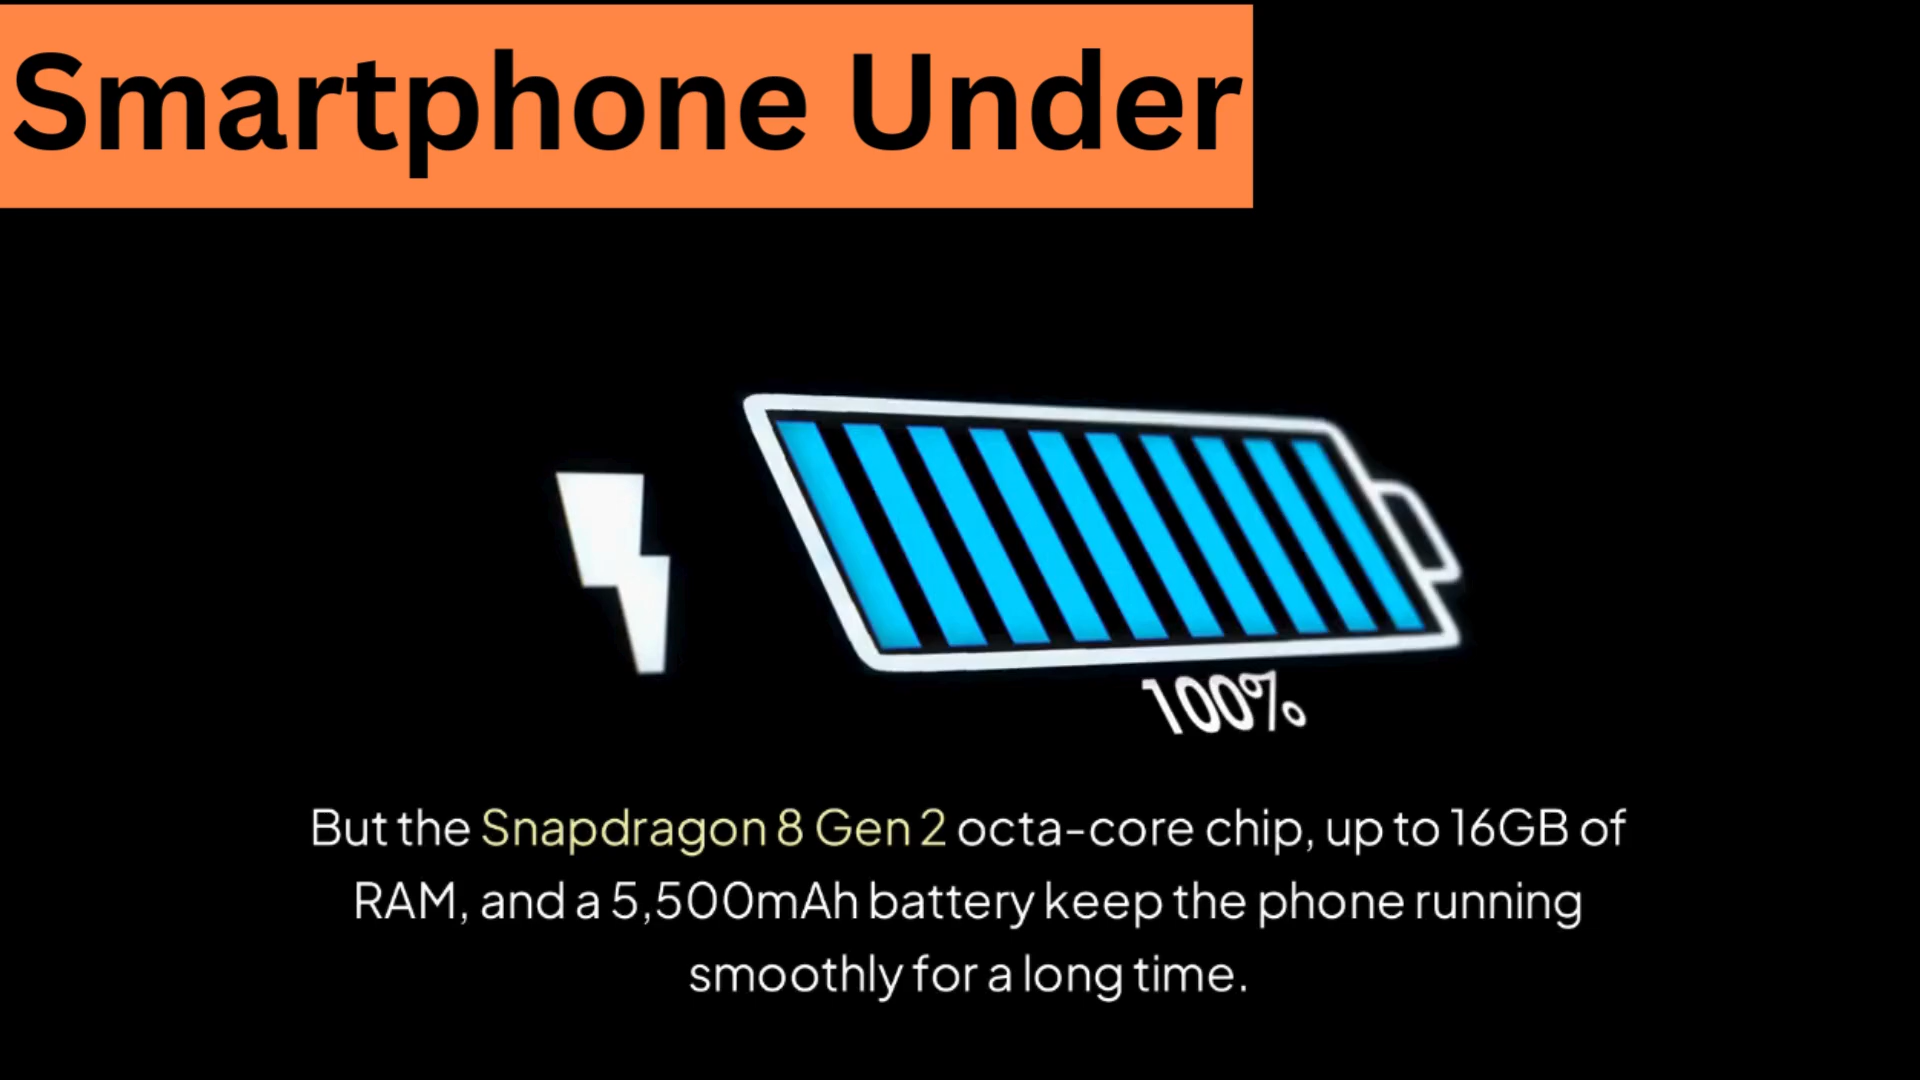 Smartphone Under
100%
But the Snapdragon 8 Gen 2 octa-core chip, up to 16GB of
RAM, and a 5,500mAh battery keep the phone running
smoothly for a long time.